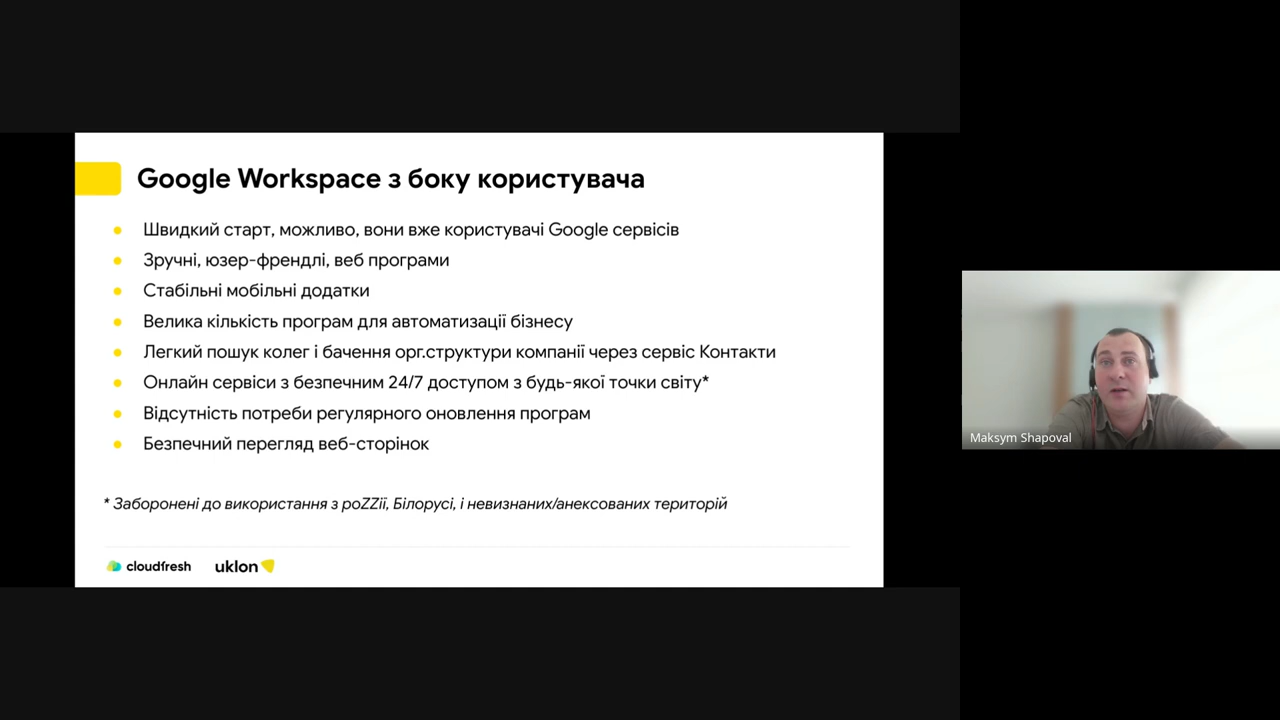 Google Workspace з боку користувача
Швидкий старт, можливо, вони вже користувачі Google сервісів
Зручні, юзер-френдлі, веб програми
Стабільні мобільні додатки
Велика кількість програм для автоматизації бізнесу
Легкий пошук колег і бачення орг.структури компанії через сервіс Контакти
Онлайн сервіси з безпечним 24/7 доступом з будь-якої точки світу*
Відсутність потреби регулярного оновлення програм
Безпечний перегляд веб-сторінок
* Заборонені до використання з роZZії, Білорусі, і невизнаних/анексованих територій
cloudfresh uklon
Maksym Shapoval